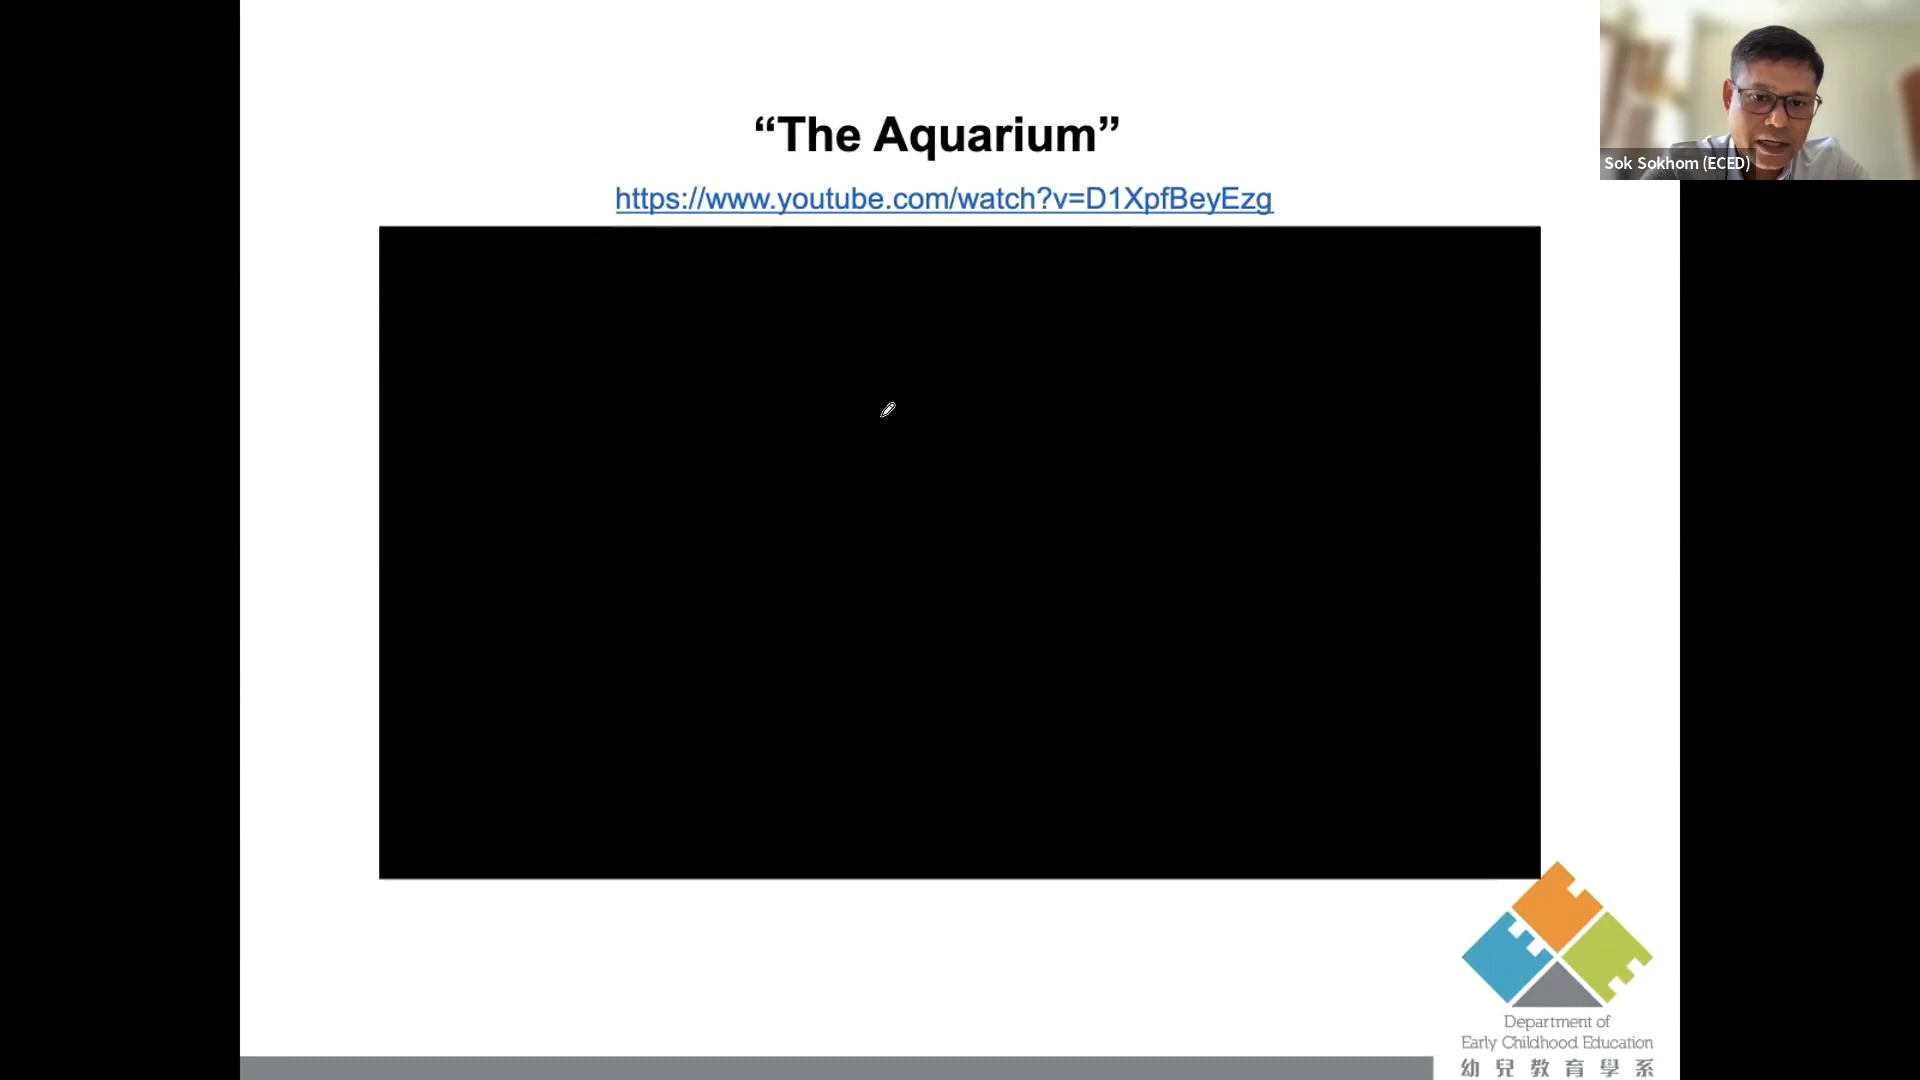 “The Aquarium”
https://www.youtube.com/watch?v=D1XpfBeyEzg
Sok Sokhom (ECED)
Department of
Early Childhood Education
幼兒教育學系